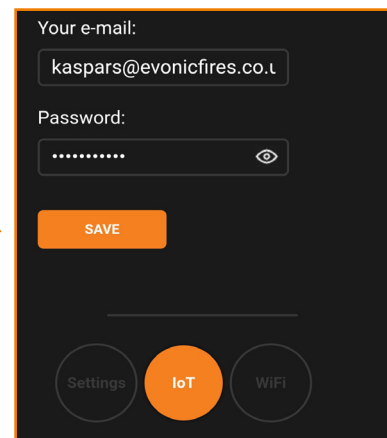 Your e-mail:
kaspars@evonicfires.co.u
Password:
•••••••••••
SAVE
Settings IoT WiFi